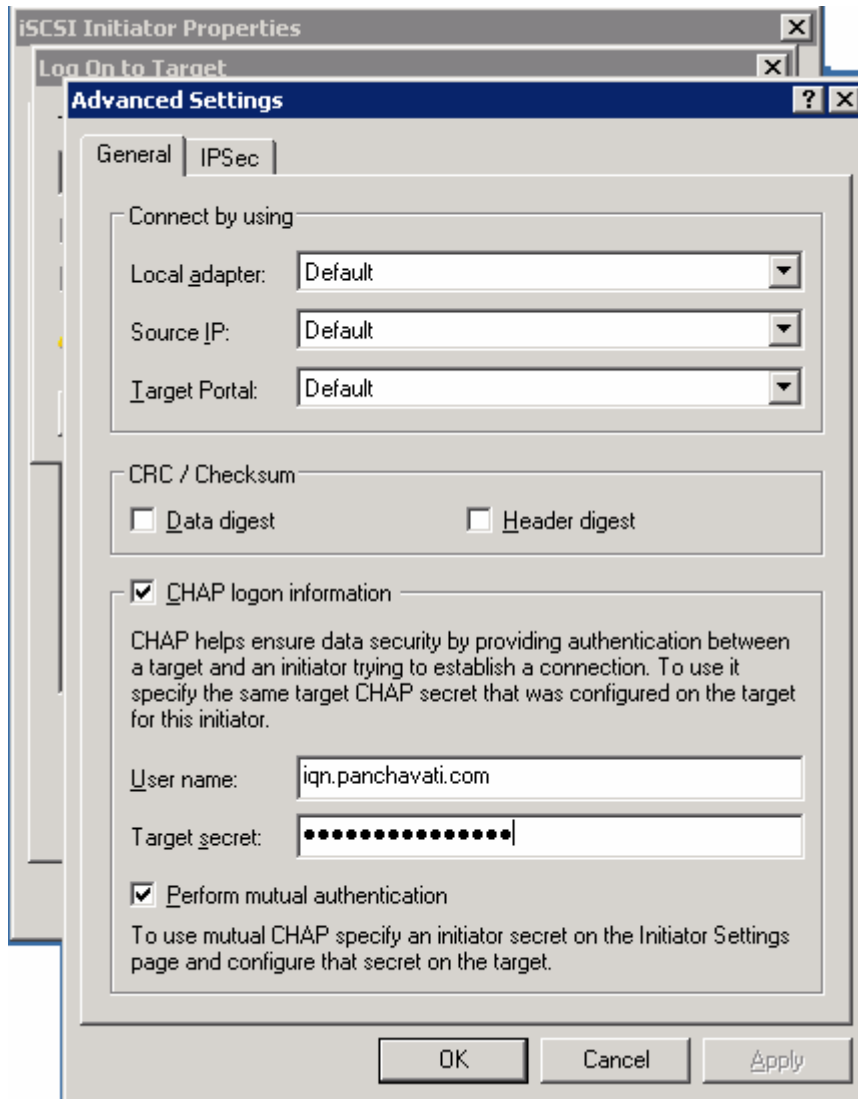 iSCSI Initiator Properties
Log On to Target
Advanced Settings
General
IPSec
Connect by using
Local adapter: Default
Source IP: Default
Target Portal: Default
CRC / Checksum
Data digest
Header digest
CHAP logon information
CHAP helps ensure data security by providing authentication between
a target and an initiator trying to establish a connection. To use it
specify the same target CHAP secret that was configured on the target
for this initiator.
User name: iqn.panchavati.com
Target secret: ●●●●●●●●●●●●●●●
Perform mutual authentication
To use mutual CHAP specify an initiator secret on the Initiator Settings
page and configure that secret on the target.
OK
Cancel
Apply